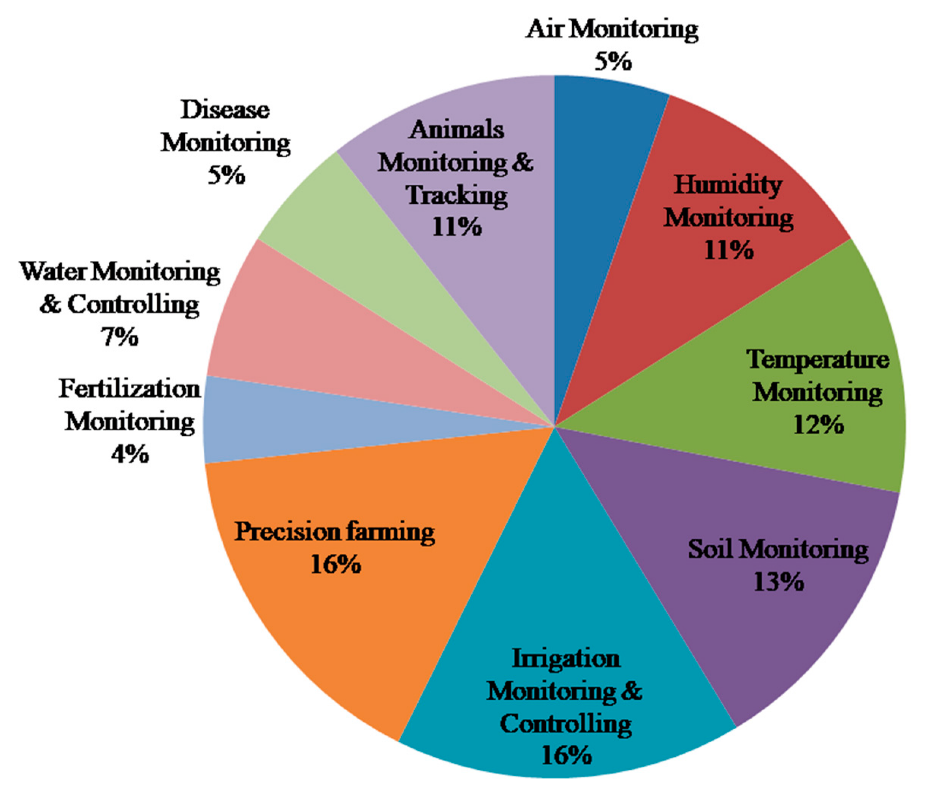 Air Monitoring
5%
Humidity
Monitoring
11%
Temperature
Monitoring
12%
Soil Monitoring
13%
Irrigation
Monitoring &
Controlling
16%
Precision farming
16%
Fertilization
Monitoring
4%
Water Monitoring
& Controlling
7%
Disease
Monitoring
5%
Animals
Monitoring &
Tracking
11%